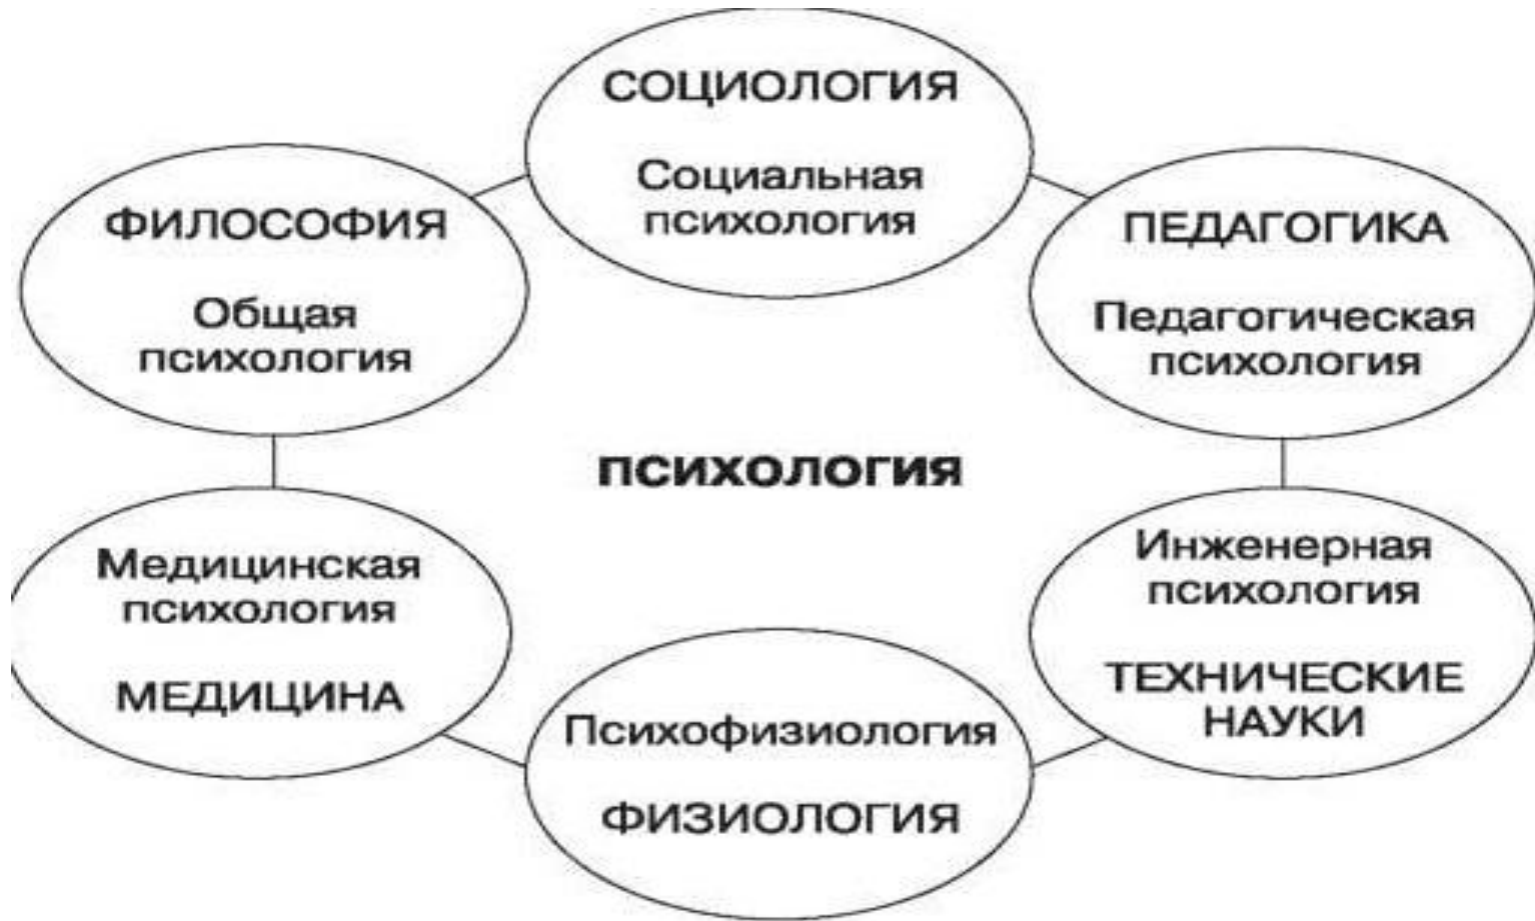 СОЦИОЛОГИЯ
Социальная
психология
ФИЛОСОФИЯ
Общая
психология
ПЕДАГОГИКА
Педагогическая
психология
психология
Медицинская
психология
МЕДИЦИНА
Инженерная
психология
ТЕХНИЧЕСКИЕ
НАУКИ
Психофизиология
ФИЗИОЛОГИЯ